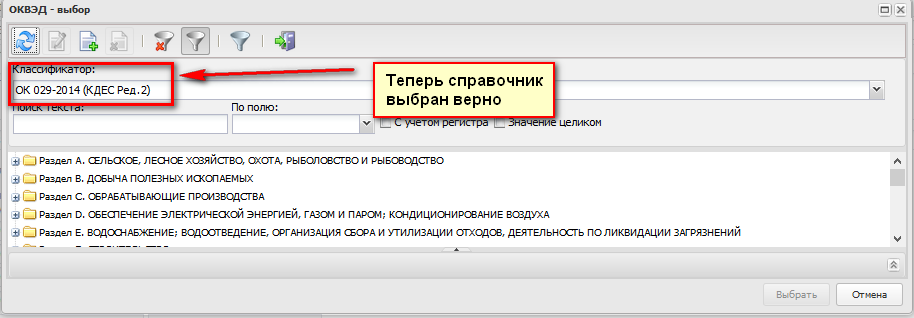 ОКВЭД - выбор
Классификатор:
ОК 029-2014 (КДЕС Ред.2)
Теперь справочник
выбран верно
Поиск текста:
По полю:
С учетом регистра
Значение целиком
Раздел A. СЕЛЬСКОЕ, ЛЕСНОЕ ХОЗЯЙСТВО, ОХОТА, РЫБОЛОВСТВО И РЫБОВОДСТВО
Раздел B. ДОБЫЧА ПОЛЕЗНЫХ ИСКОПАЕМЫХ
Раздел C. ОБРАБАТЫВАЮЩИЕ ПРОИЗВОДСТВА
Раздел D. ОБЕСПЕЧЕНИЕ ЭЛЕКТРИЧЕСКОЙ ЭНЕРГИЕЙ, ГАЗОМ И ПАРОМ; КОНДИЦИОНИРОВАНИЕ ВОЗДУХА
Раздел E. ВОДОСНАБЖЕНИЕ; ВОДООТВЕДЕНИЕ, ОРГАНИЗАЦИЯ СБОРА И УТИЛИЗАЦИИ ОТХОДОВ, ДЕЯТЕЛЬНОСТЬ ПО ЛИКВИДАЦИИ ЗАГРЯЗНЕНИЙ
Выбрать
Отмена